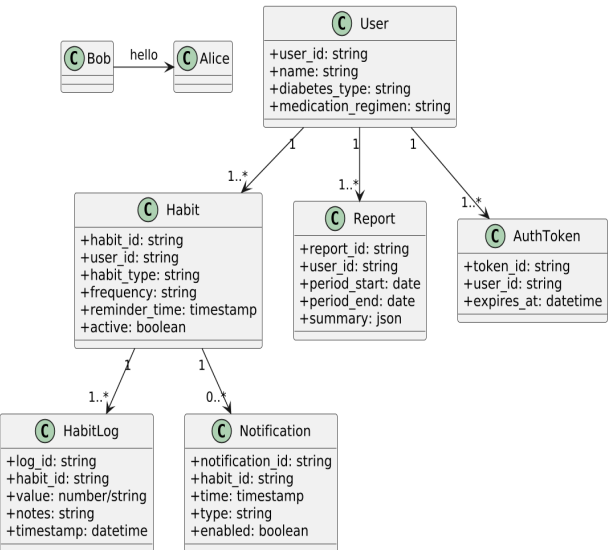 C User
+user_id: string
+name: string
+diabetes_type: string
+medication_regimen: string
C Bob
hello
C Alice
1
1
1
1..*
1..*
1..*
C Habit
+habit_id: string
+user_id: string
+habit_type: string
+frequency: string
+reminder_time: timestamp
+active: boolean
C Report
+report_id: string
+user_id: string
+period_start: date
+period_end: date
+summary: json
C AuthToken
+token_id: string
+user_id: string
+expires_at: datetime
1
1
1..*
0..*
C HabitLog
+log_id: string
+habit_id: string
+value: number/string
+notes: string
+timestamp: datetime
C Notification
+notification_id: string
+habit_id: string
+time: timestamp
+type: string
+enabled: boolean